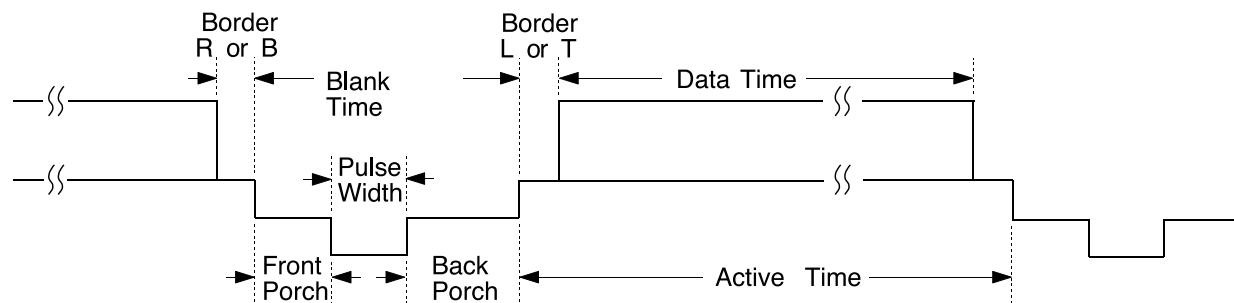 Border
R or B
Border
L or T
Blank
Time
Data Time
Pulse
Width
Front
Porch
Back
Porch
Active Time